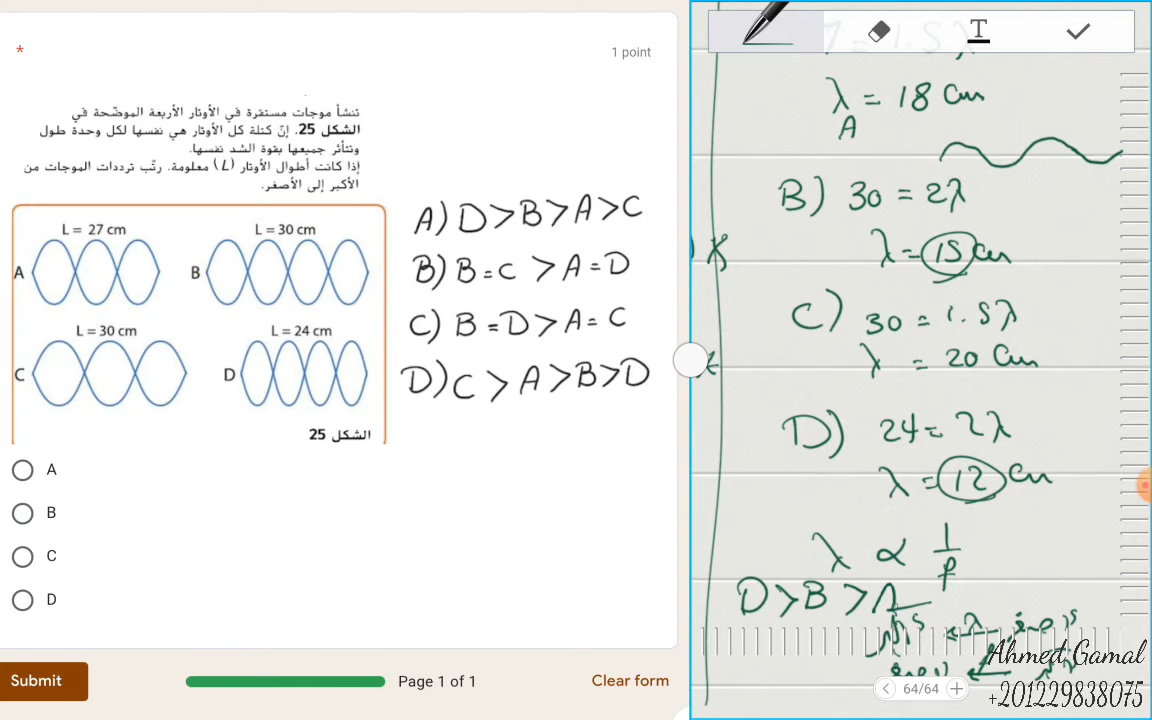 *
1 point
تنشأ موجات مستقرة في الأوتار الأربعة الموضّحة في
الشكل 25. إنّ كتلة كل الأوتار هي نفسها لكل وحدة طول
وتتأثر جميعها بقوة الشد نفسها.
إذا كانت أطوال الأوتار (L) معلومة. رتّب ترددات الموجات من
الأكبر إلى الأصغر.
L = 27 cm
L = 30 cm
A
B
L = 30 cm
L = 24 cm
C
D
الشكل 25
A) D > B > A > C
B) B = C > A = D
C) B = D > A = C
D) C > A > B > D
A
B
C
D
Submit
Page 1 of 1
Clear form
T
λ = 18 cm
A
B) 30 = 2λ
λ = 15 cm
C) 30 = 1.5λ
λ = 20 cm
D) 24 = 2λ
λ = 12 cm
λ ∝ 1/f
D > B > A
64/64
Ahmed Gamal
+201229838075